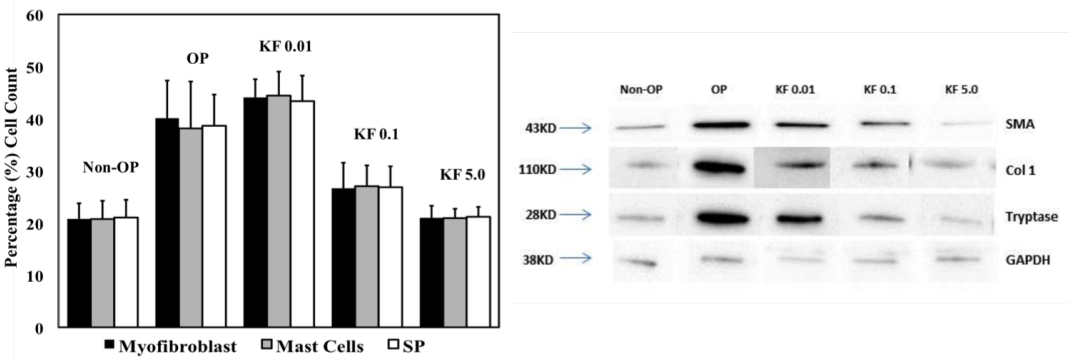 60
50
40
30
20
10
0
Percentage (%) Cell Count
Non-OP
OP
KF 0.01
KF 0.1
KF 5.0
Myofibroblast Mast Cells SP
Non-OP OP KF 0.01 KF 0.1 KF 5.0
43KD SMA
110KD Col 1
28KD Tryptase
38KD GAPDH